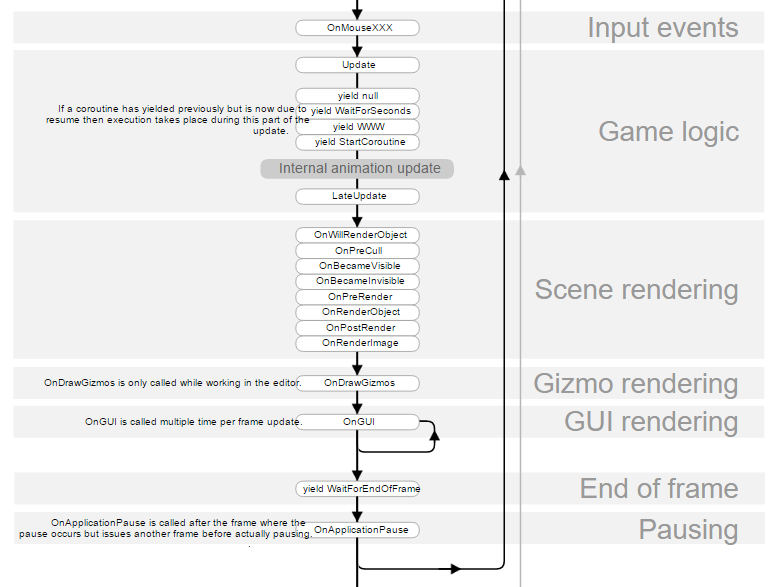 OnMouseXXX
Input events
Update
yield null
If a coroutine has yielded previously but is now due to
resume then execution takes place during this part of the
update.
yield WaitForSeconds
yield WWW
yield StartCoroutine
Game logic
Internal animation update
LateUpdate
OnWillRenderObject
OnPreCull
OnBecameVisible
OnBecameInvisible
OnPreRender
OnRenderObject
OnPostRender
OnRenderImage
Scene rendering
OnDrawGizmos is only called while working in the editor.
OnDrawGizmos
Gizmo rendering
OnGUI is called multiple time per frame update.
OnGUI
GUI rendering
yield WaitForEndOfFrame
End of frame
OnApplicationPause is called after the frame where the
pause occurs but issues another frame before actually pausing.
.
OnApplicationPause
Pausing